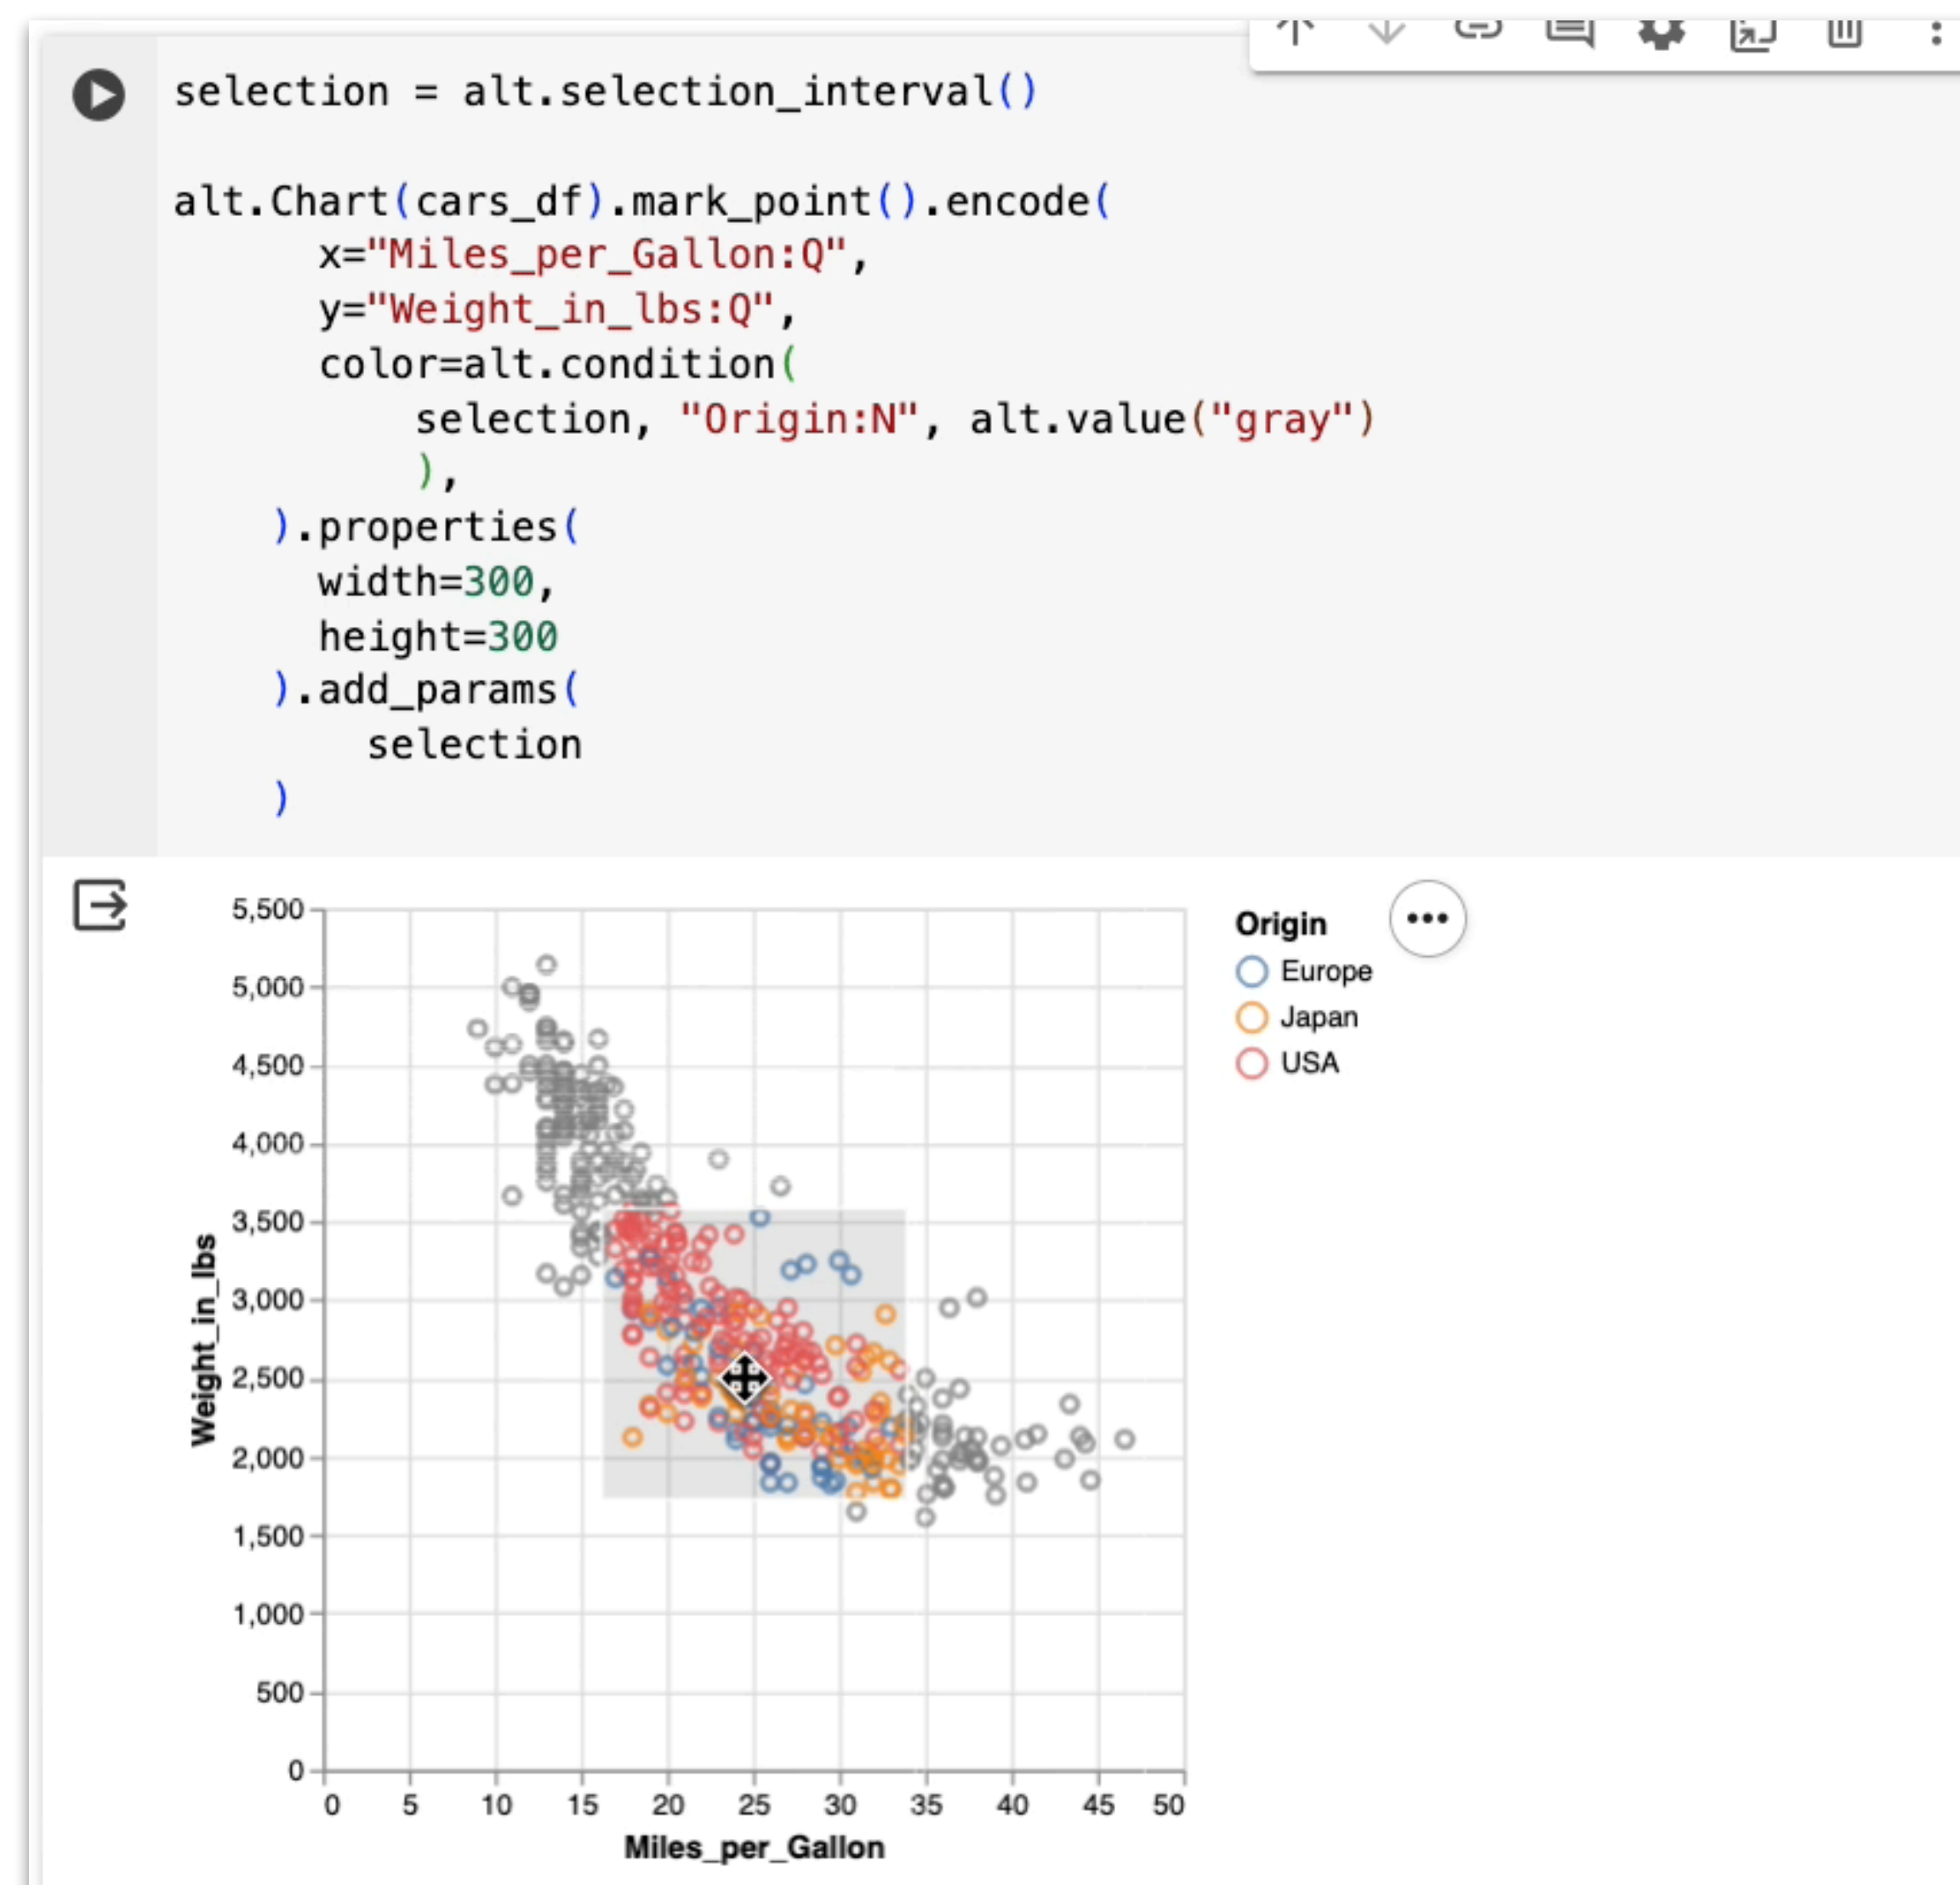 selection = alt.selection_interval()
alt.Chart(cars_df).mark_point().encode(
x="Miles_per_Gallon:Q",
y="Weight_in_lbs:Q",
color=alt.condition(
selection, "Origin:N", alt.value("gray")
),
).properties(
width=300,
height=300
).add_params(
selection
)
5,500
5,000
4,500
4,000
3,500
3,000
2,500
2,000
1,500
1,000
500
0
Weight_in_lbs
0 5 10 15 20 25 30 35 40 45 50
Miles_per_Gallon
Origin
Europe
Japan
USA